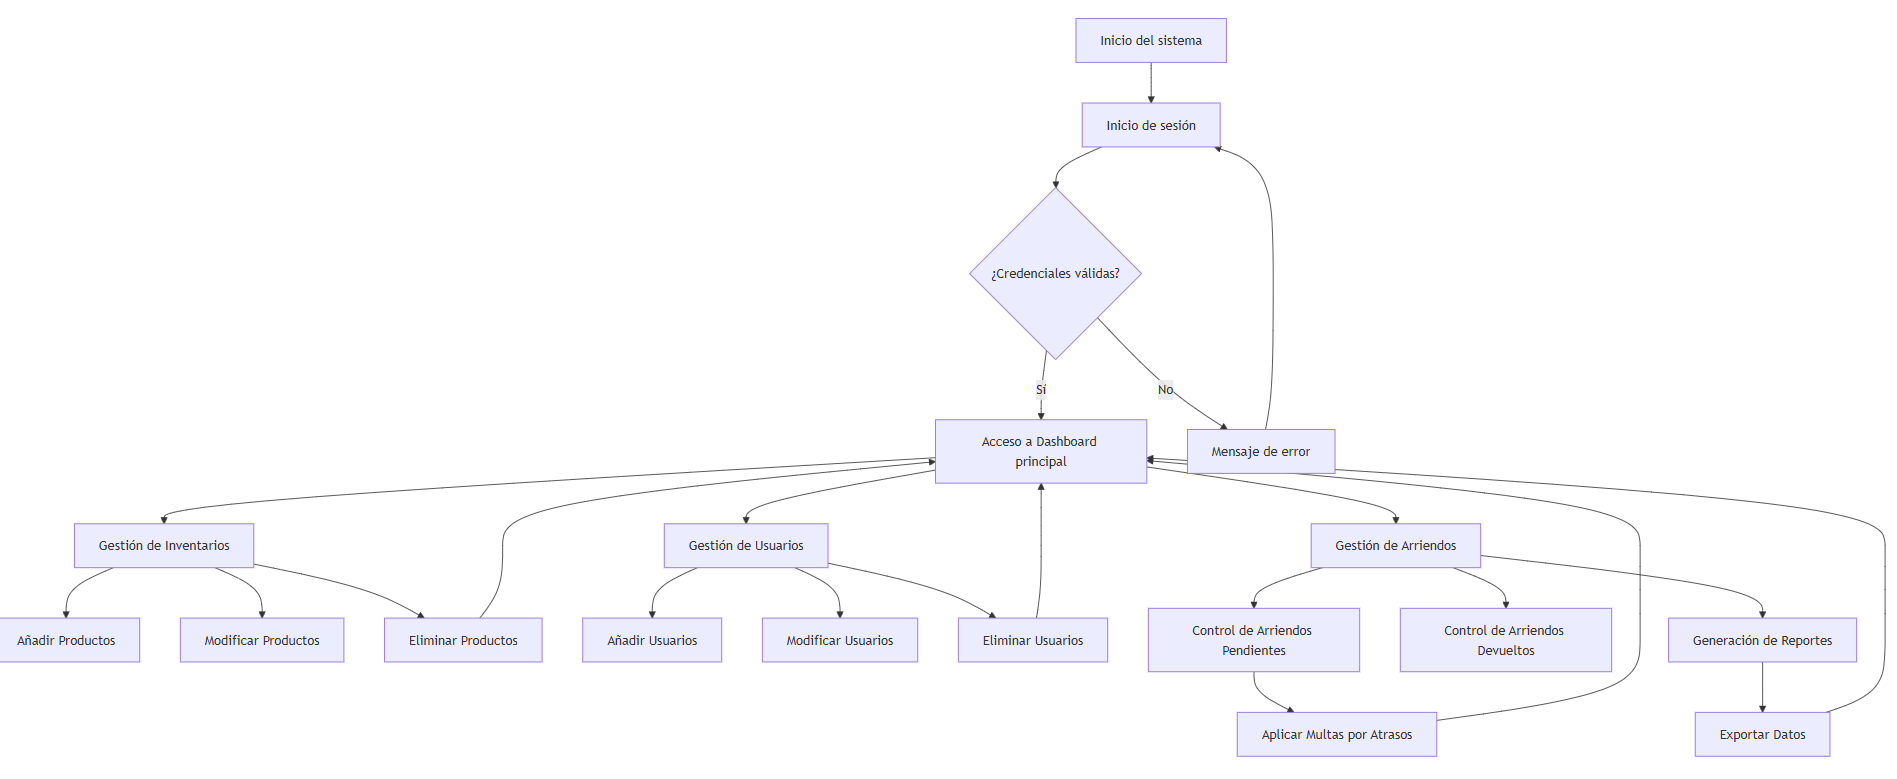 Inicio del sistema
Inicio de sesión
¿Credenciales válidas?
Sí
No
Acceso a Dashboard
principal
Mensaje de error
Gestión de Inventarios
Gestión de Usuarios
Gestión de Arriendos
Añadir Productos
Modificar Productos
Eliminar Productos
Añadir Usuarios
Modificar Usuarios
Eliminar Usuarios
Control de Arriendos
Pendientes
Control de Arriendos
Devueltos
Generación de Reportes
Aplicar Multas por Atrasos
Exportar Datos